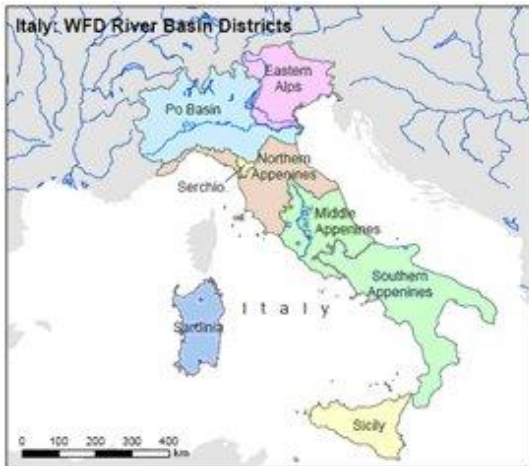 Italy: WFD River Basin Districts
Eastern
Alps
Po Basin
Northern
Appenines
Serchio
Middle
Appenines
Southern
Appenines
Italy
Sardinia
Sicily
0 100 200 300 400
km